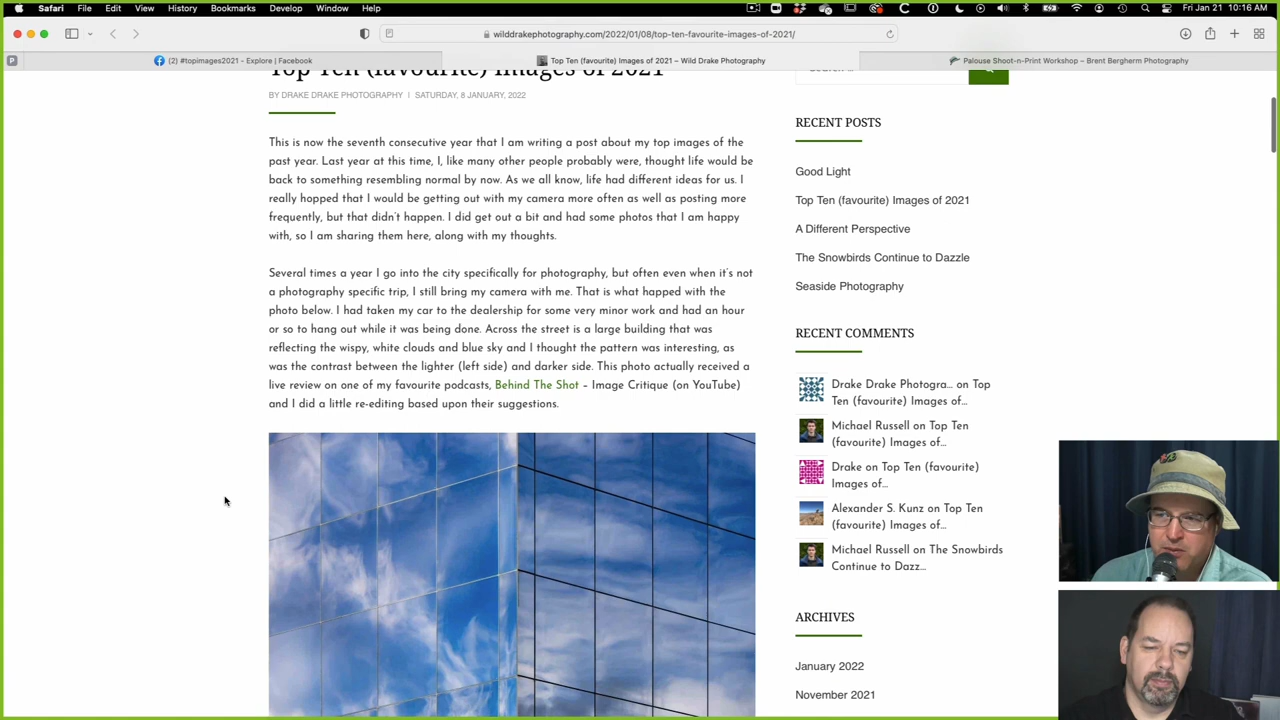 Safari File Edit View History Bookmarks Develop Window Help
Fri Jan 21 10:16 AM
wilddrakephotography.com/2022/01/08/top-ten-favourite-images-of-2021/
(2) #topimages2021 - Explore | Facebook
Top Ten (favourite) Images of 2021 – Wild Drake Photography
Palouse Shoot-n-Print Workshop – Brent Bergherm Photography
Top Ten (favourite) Images of 2021
BY DRAKE DRAKE PHOTOGRAPHY | SATURDAY, 8 JANUARY, 2022
This is now the seventh consecutive year that I am writing a post about my top images of the
past year. Last year at this time, I, like many other people probably were, thought life would be
back to something resembling normal by now. As we all know, life had different ideas for us. I
really hopped that I would be getting out with my camera more often as well as posting more
frequently, but that didn't happen. I did get out a bit and had some photos that I am happy
with, so I am sharing them here, along with my thoughts.
Several times a year I go into the city specifically for photography, but often even when it's not
a photography specific trip, I still bring my camera with me. That is what happed with the
photo below. I had taken my car to the dealership for some very minor work and had an hour
or so to hang out while it was being done. Across the street is a large building that was
reflecting the wispy, white clouds and blue sky and I thought the pattern was interesting, as
was the contrast between the lighter (left side) and darker side. This photo actually received a
live review on one of my favourite podcasts, Behind The Shot – Image Critique (on YouTube)
and I did a little re-editing based upon their suggestions.
RECENT POSTS
Good Light
Top Ten (favourite) Images of 2021
A Different Perspective
The Snowbirds Continue to Dazzle
Seaside Photography
RECENT COMMENTS
Drake Drake Photogra... on Top
Ten (favourite) Images of...
Michael Russell on Top Ten
(favourite) Images of...
Drake on Top Ten (favourite)
Images of...
Alexander S. Kunz on Top Ten
(favourite) Images of...
Michael Russell on The Snowbirds
Continue to Dazz...
ARCHIVES
January 2022
November 2021